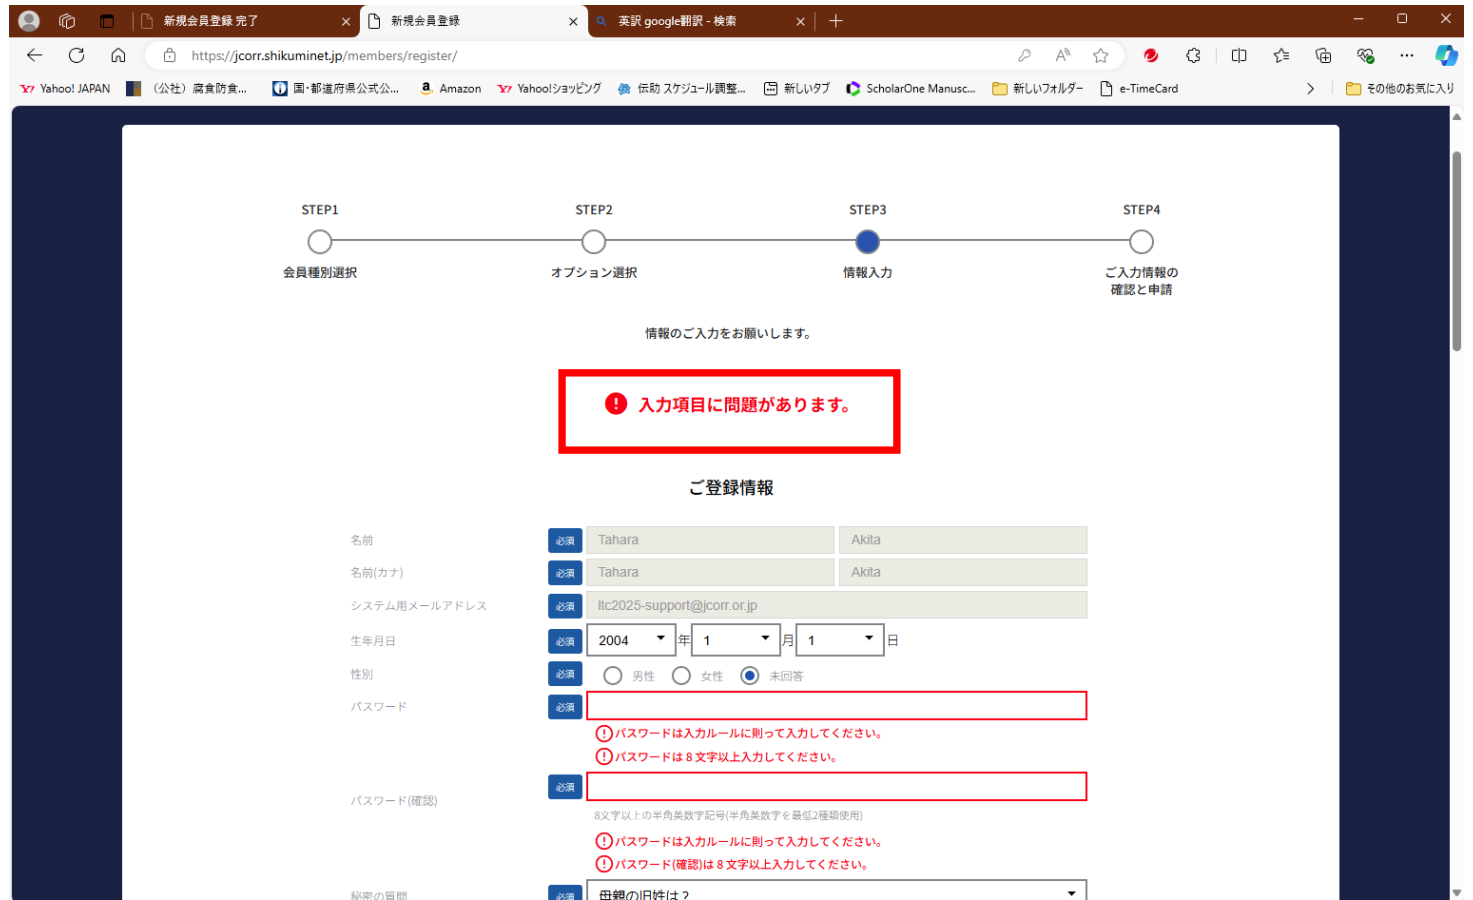 新規会員登録 完了
新規会員登録
英訳 google翻訳 - 検索
https://jcorr.shikuminet.jp/members/register/
Yahoo! JAPAN
（公社）腐食防食...
国・都道府県公式公...
Amazon
Yahoo!ショッピング
伝助 スケジュール調整...
新しいタブ
ScholarOne Manusc...
新しいフォルダー
e-TimeCard
その他のお気に入り
STEP1
STEP2
STEP3
STEP4
会員種別選択
オプション選択
情報入力
ご入力情報の
確認と申請
情報のご入力をお願いします。
入力項目に問題があります。
ご登録情報
名前 必須 Tahara Akita
名前(カナ) 必須 Tahara Akita
システム用メールアドレス 必須 ltc2025-support@jcorr.or.jp
生年月日 必須 2004 年 1 月 1 日
性別 必須 男性 女性 未回答
パスワード 必須
パスワードは入力ルールに則って入力してください。
パスワードは 8 文字以上入力してください。
パスワード(確認) 必須
8文字以上の半角英数字記号(半角英数字を最低2種類使用)
パスワードは入力ルールに則って入力してください。
パスワード(確認)は 8 文字以上入力してください。
秘密の質問 必須 母親の旧姓は？